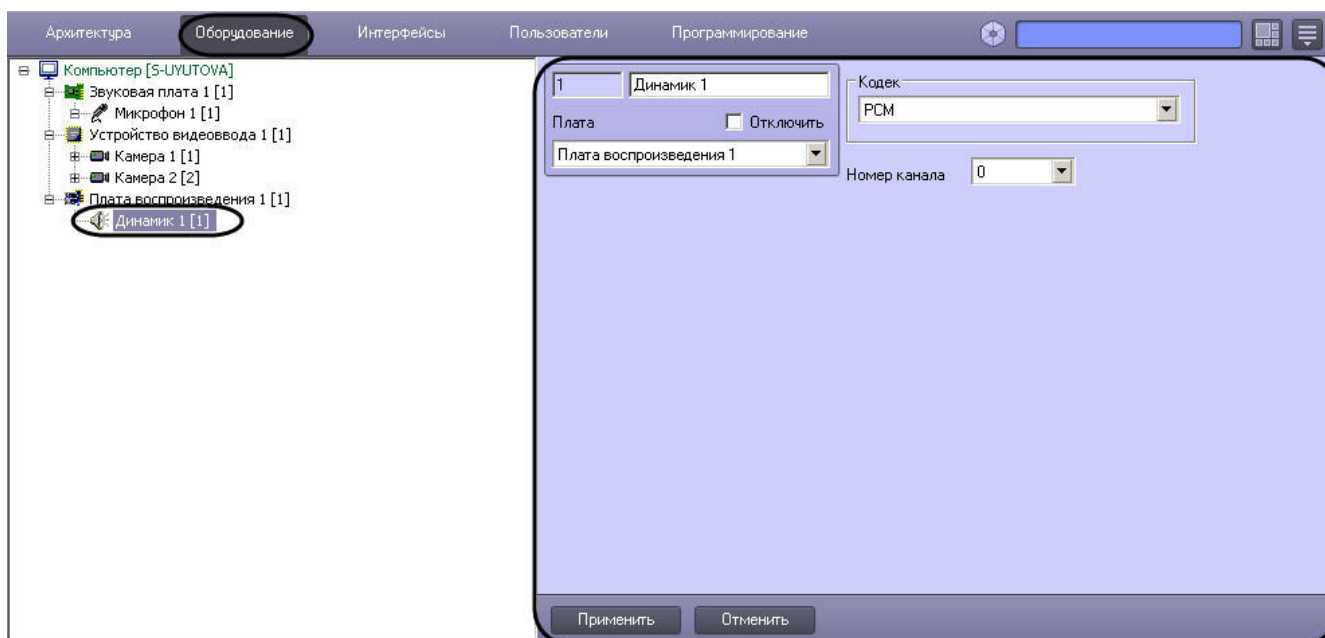 Архитектура Оборудование Интерфейсы Пользователи Программирование
Компьютер [S-UYUTOVA]
Звуковая плата 1 [1]
Микрофон 1 [1]
Устройство видеоввода 1 [1]
Камера 1 [1]
Камера 2 [2]
Плата воспроизведения 1 [1]
Динамик 1 [1]
1 Динамик 1
Плата Отключить
Плата воспроизведения 1
Кодек
PCM
Номер канала 0
Применить Отменить